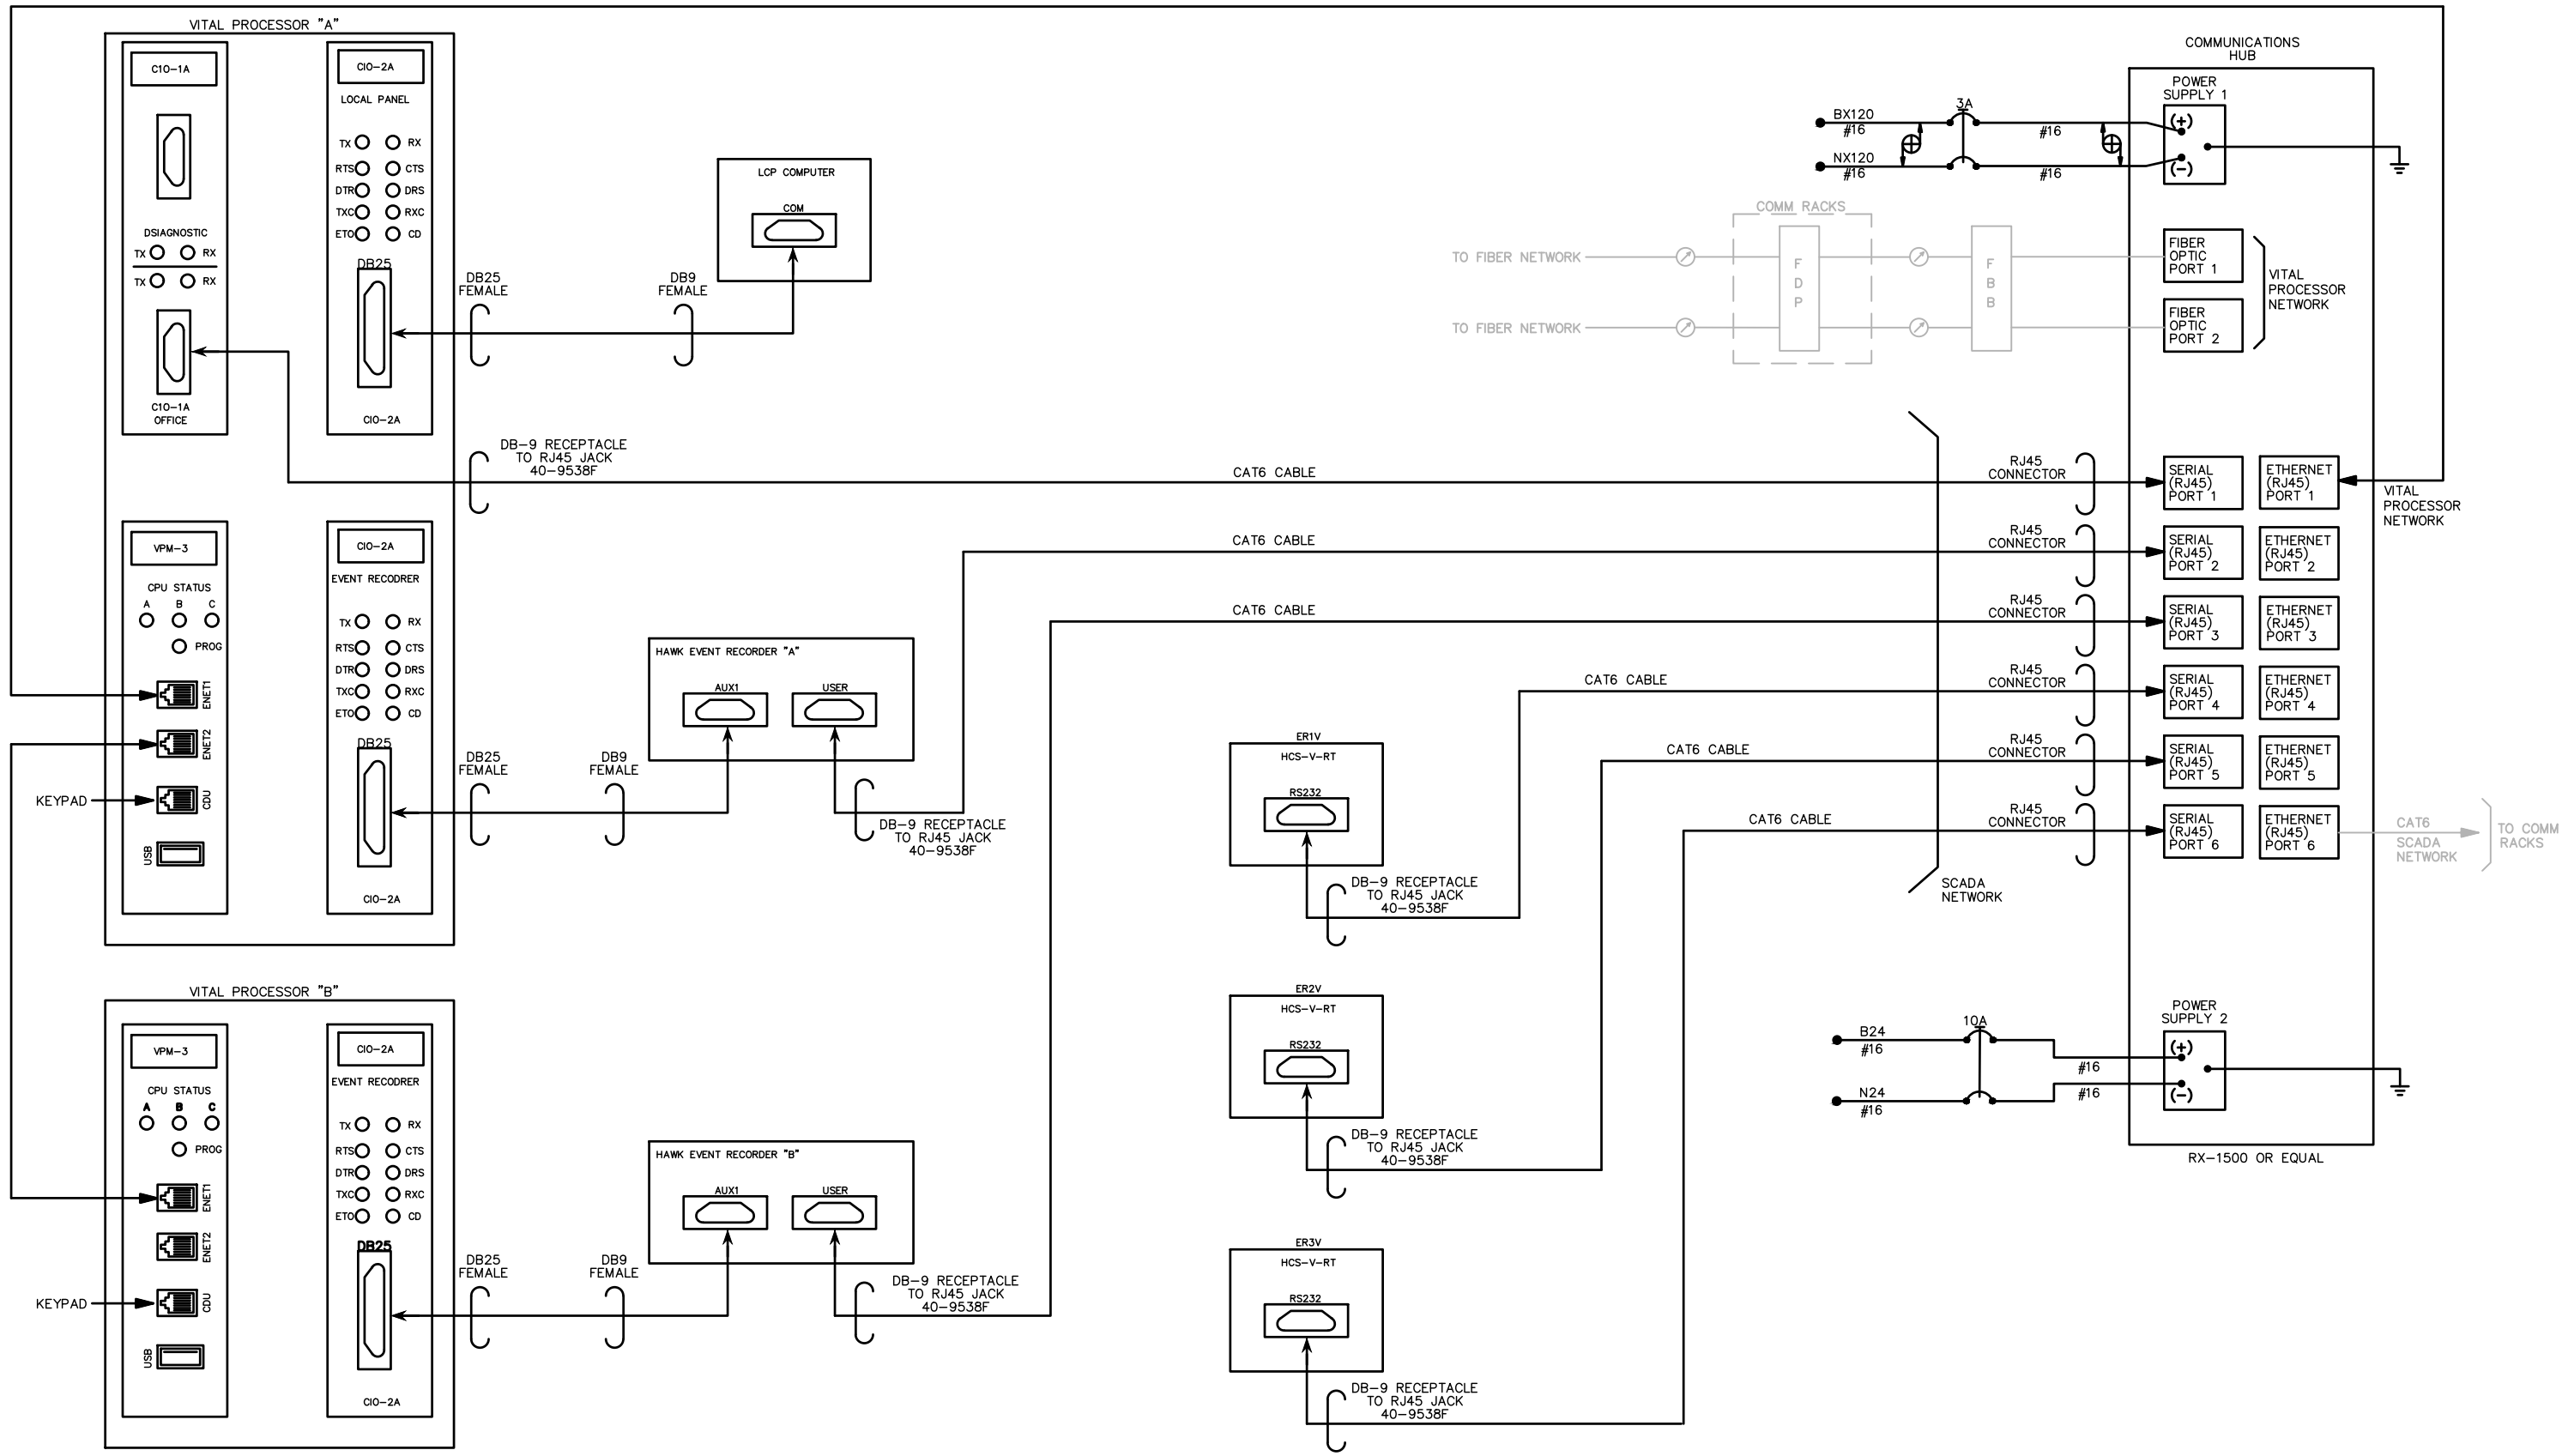 VITAL PROCESSOR "A"
C1O-1A
DSIAGNOSTIC
TX RX
TX RX
C1O-1A
OFFICE
CIO-2A
LOCAL PANEL
TX RX
RTS CTS
DTR DRS
TXC RXC
ETO CD
DB25
CIO-2A
DB25
FEMALE
DB9
FEMALE
LCP COMPUTER
COM
DB-9 RECEPTACLE
TO RJ45 JACK
40-9538F
VPM-3
CPU STATUS
A B C
PROG
ENET1
ENET2
KEYPAD
CDU
USB
CIO-2A
EVENT RECODRER
TX RX
RTS CTS
DTR DRS
TXC RXC
ETO CD
DB25
CIO-2A
DB25
FEMALE
DB9
FEMALE
HAWK EVENT RECORDER "A"
AUX1 USER
DB-9 RECEPTACLE
TO RJ45 JACK
40-9538F
VITAL PROCESSOR "B"
VPM-3
CPU STATUS
A B C
PROG
ENET1
ENET2
KEYPAD
CDU
USB
CIO-2A
EVENT RECODRER
TX RX
RTS CTS
DTR DRS
TXC RXC
ETO CD
DB25
CIO-2A
DB25
FEMALE
DB9
FEMALE
HAWK EVENT RECORDER "B"
AUX1 USER
DB-9 RECEPTACLE
TO RJ45 JACK
40-9538F
ER1V
HCS-V-RT
RS232
DB-9 RECEPTACLE
TO RJ45 JACK
40-9538F
ER2V
HCS-V-RT
RS232
DB-9 RECEPTACLE
TO RJ45 JACK
40-9538F
ER3V
HCS-V-RT
RS232
DB-9 RECEPTACLE
TO RJ45 JACK
40-9538F
CAT6 CABLE
CAT6 CABLE
CAT6 CABLE
CAT6 CABLE
CAT6 CABLE
CAT6 CABLE
RJ45
CONNECTOR
RJ45
CONNECTOR
RJ45
CONNECTOR
RJ45
CONNECTOR
RJ45
CONNECTOR
RJ45
CONNECTOR
SCADA
NETWORK
COMMUNICATIONS
HUB
POWER
SUPPLY 1
(+)
(-)
BX120
#16
NX120
#16
3A
#16
#16
COMM RACKS
TO FIBER NETWORK
TO FIBER NETWORK
F
D
P
F
B
B
FIBER
OPTIC
PORT 1
FIBER
OPTIC
PORT 2
VITAL
PROCESSOR
NETWORK
SERIAL
(RJ45)
PORT 1
ETHERNET
(RJ45)
PORT 1
VITAL
PROCESSOR
NETWORK
SERIAL
(RJ45)
PORT 2
ETHERNET
(RJ45)
PORT 2
SERIAL
(RJ45)
PORT 3
ETHERNET
(RJ45)
PORT 3
SERIAL
(RJ45)
PORT 4
ETHERNET
(RJ45)
PORT 4
SERIAL
(RJ45)
PORT 5
ETHERNET
(RJ45)
PORT 5
SERIAL
(RJ45)
PORT 6
ETHERNET
(RJ45)
PORT 6
CAT6
SCADA
NETWORK
TO COMM
RACKS
POWER
SUPPLY 2
(+)
(-)
B24
#16
N24
#16
10A
#16
#16
RX-1500 OR EQUAL